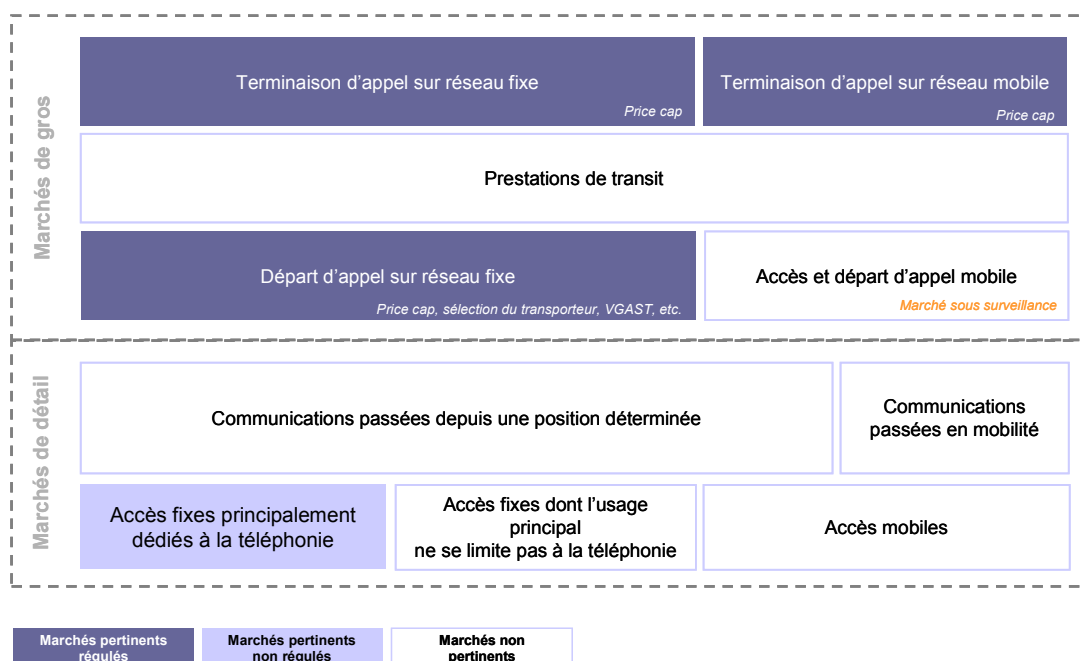 Marchés de gros
Terminaison d’appel sur réseau fixe
Price cap
Terminaison d’appel sur réseau mobile
Price cap
Prestations de transit
Départ d’appel sur réseau fixe
Price cap, sélection du transporteur, VGAST, etc.
Accès et départ d’appel mobile
Marché sous surveillance
Marchés de détail
Communications passées depuis une position déterminée
Communications
passées en mobilité
Accès fixes principalement
dédiés à la téléphonie
Accès fixes dont l’usage
principal
ne se limite pas à la téléphonie
Accès mobiles
Marchés pertinents
régulés
Marchés pertinents
non régulés
Marchés non
pertinents